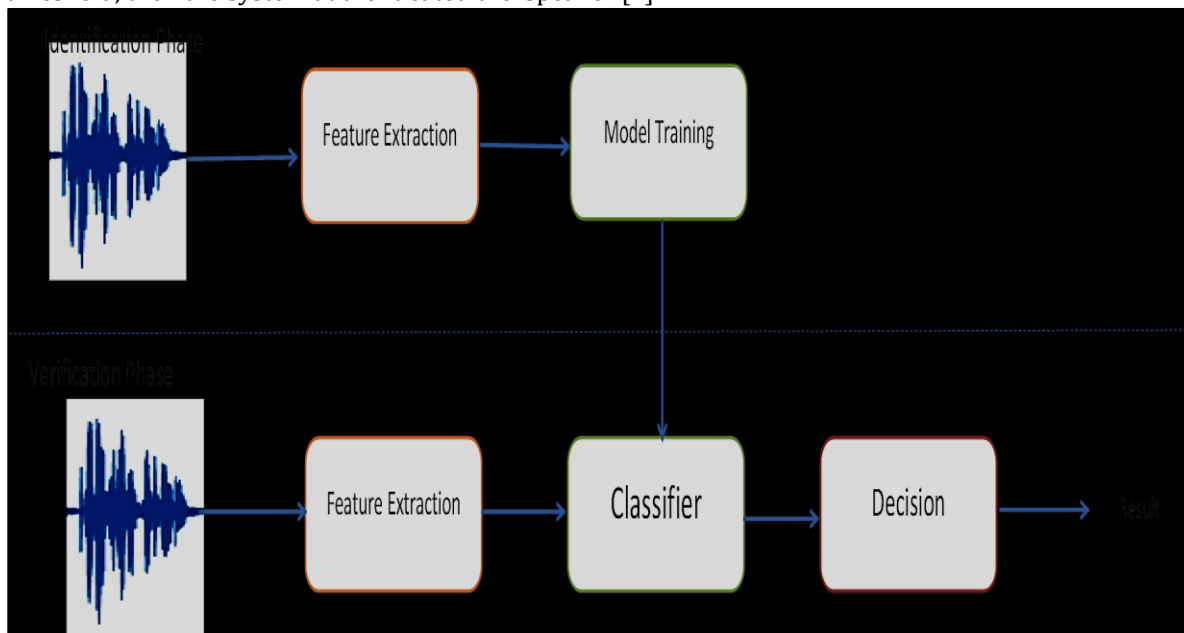 Identification Phase
Feature Extraction
Model Training
Verification Phase
Feature Extraction
Classifier
Decision
Result